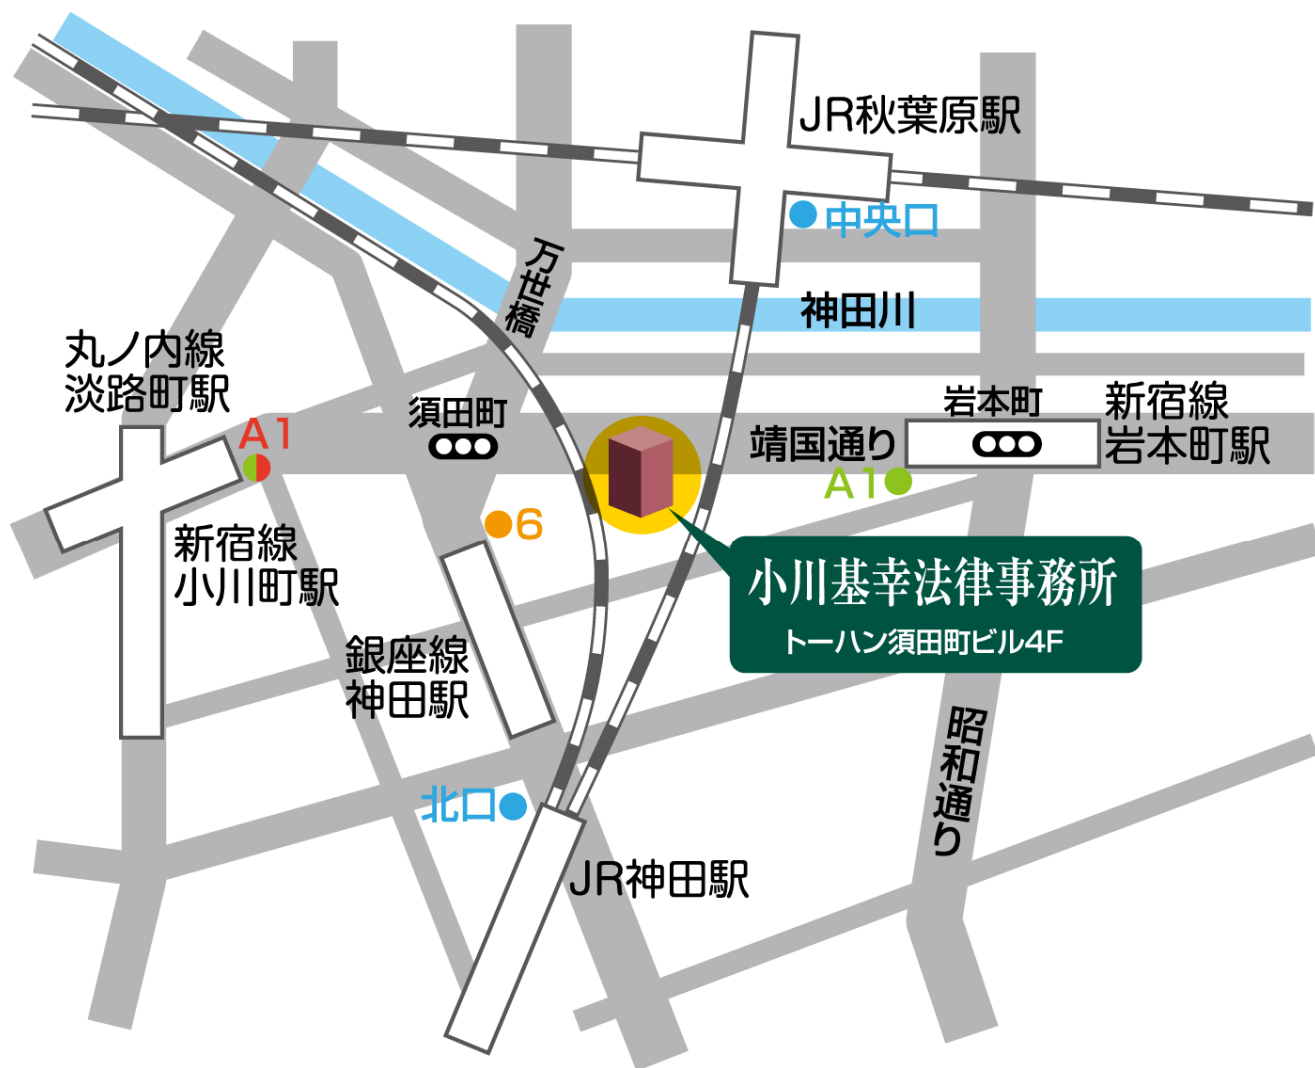 JR秋葉原駅
中央口
万世橋
神田川
丸ノ内線
淡路町駅
A1
須田町
靖国通り
岩本町
新宿線
岩本町駅
A1
6
新宿線
小川町駅
小川基幸法律事務所
トーハン須田町ビル4F
銀座線
神田駅
昭和通り
北口
JR神田駅